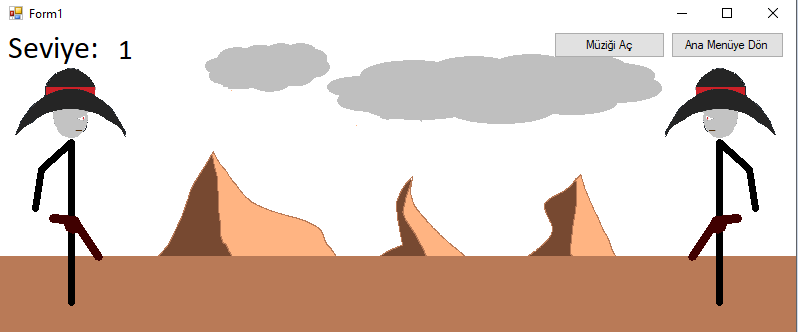 Form1
Seviye: 1
Müziği Aç
Ana Menüye Dön